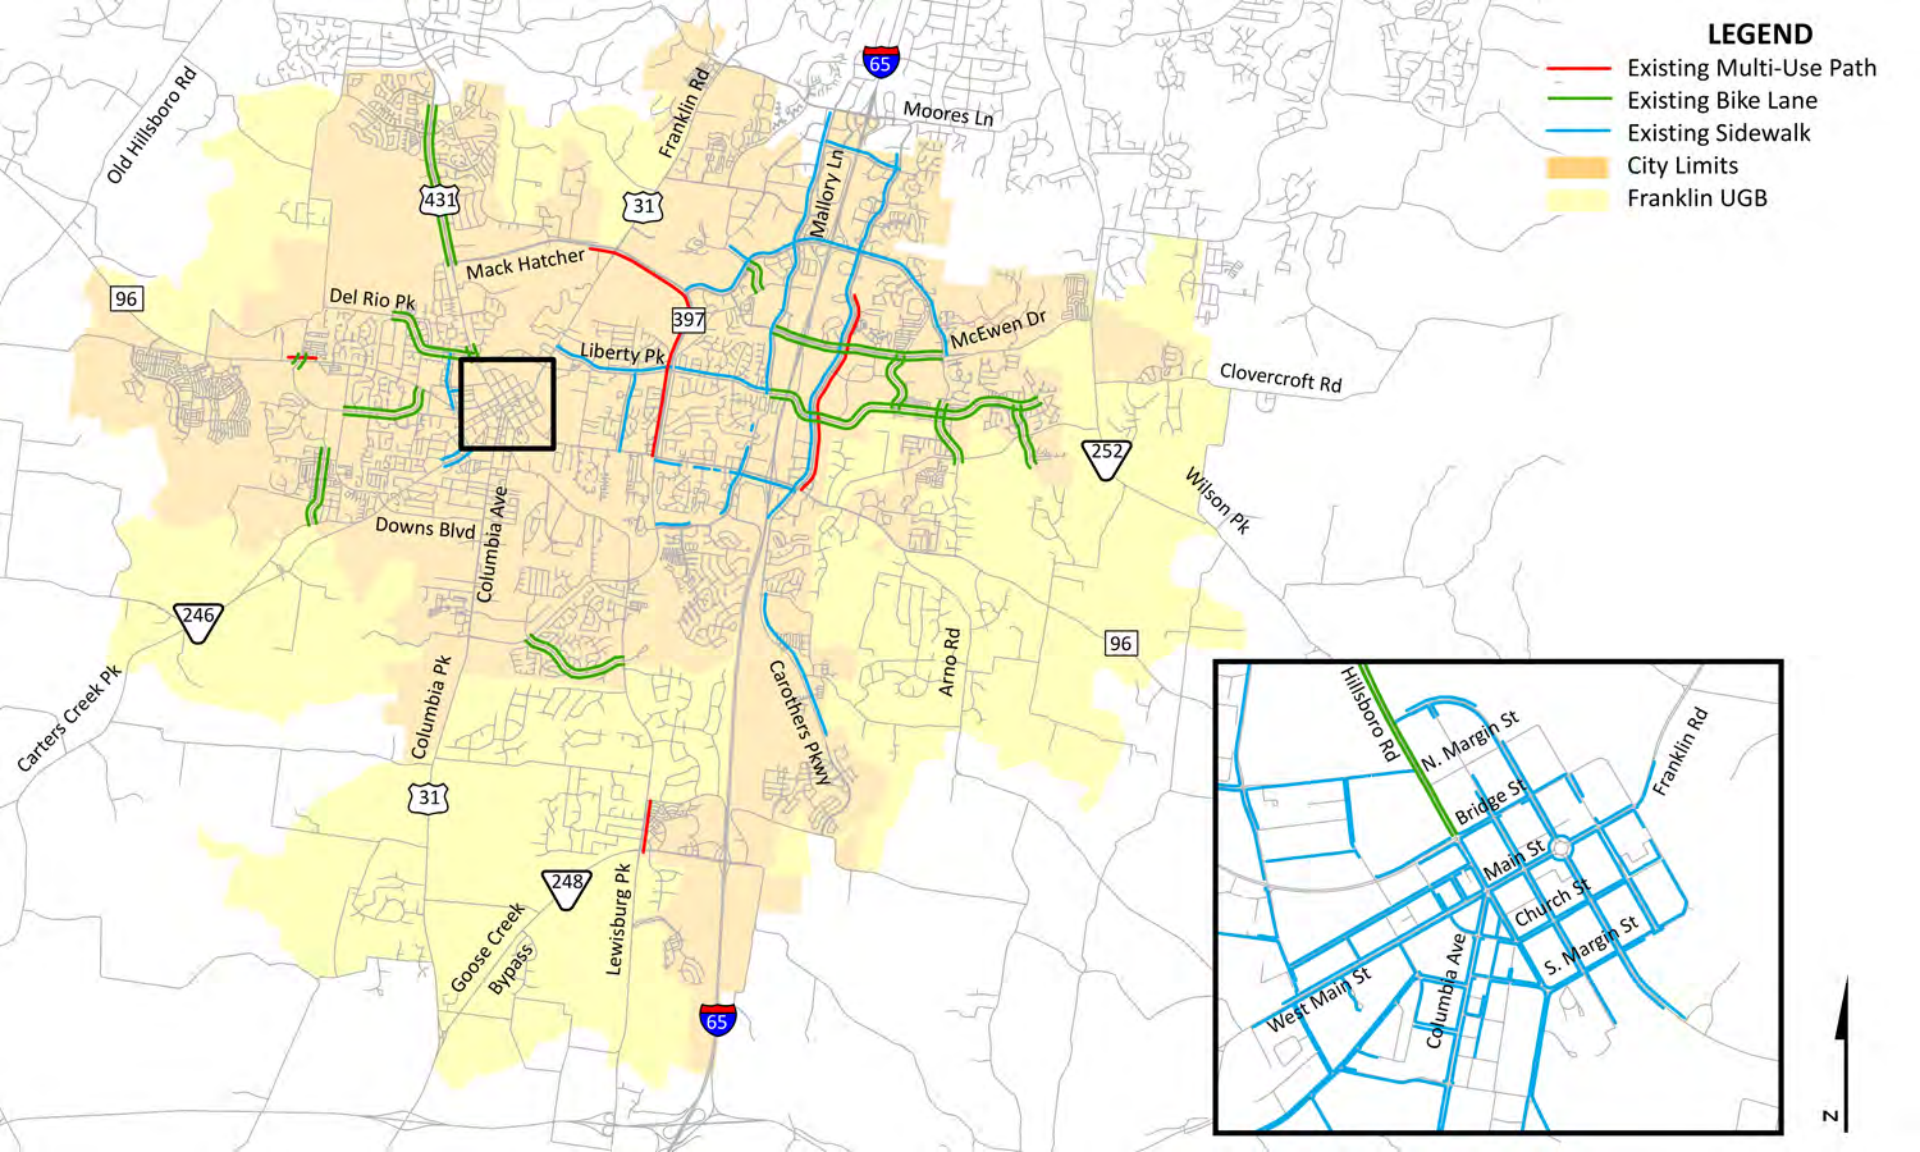 LEGEND
Existing Multi-Use Path
Existing Bike Lane
Existing Sidewalk
City Limits
Franklin UGB
65
Moores Ln
Franklin Rd
Old Hillsboro Rd
Mallory Ln
431
31
Mack Hatcher
96
Del Rio Pk
397
Liberty Pk
McEwen Dr
Clovercroft Rd
252
Wilson Pk
Downs Blvd
Columbia Ave
246
96
Arno Rd
Carothers Pkwy
Columbia Pk
Carters Creek Pk
31
248
Lewisburg Pk
Goose Creek
Bypass
65
Hillsboro Rd
N. Margin St
Franklin Rd
Bridge St
Main St
Church St
S. Margin St
Columbia Ave
West Main St
N